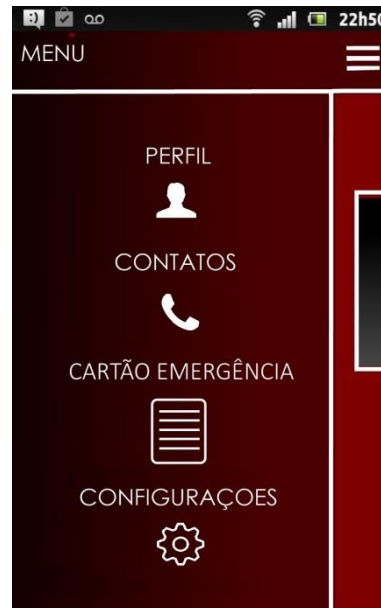 22h50
MENU
PERFIL
CONTATOS
CARTÃO EMERGÊNCIA
CONFIGURAÇOES